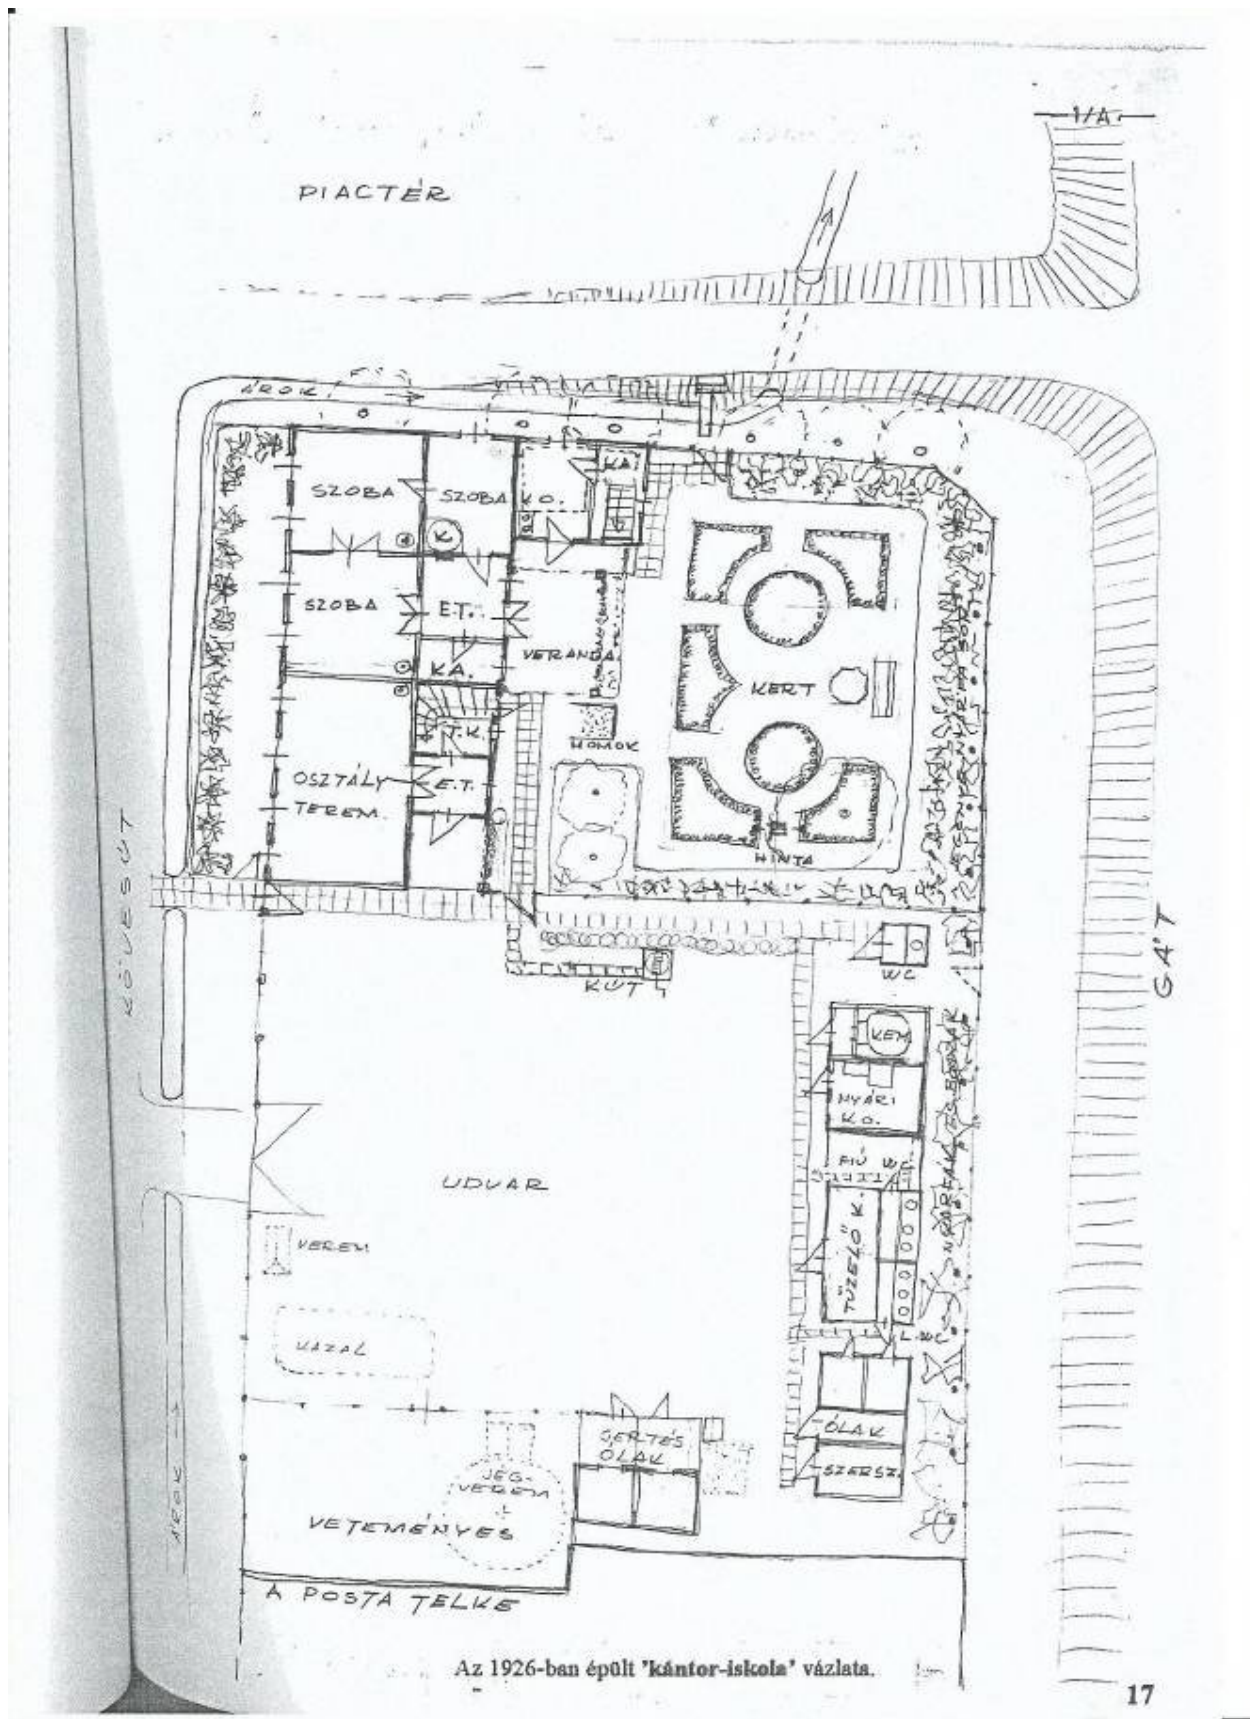 1/A.
PIACTÉR
ÁROK
SZOBA
SZOBA
KO.
KA.
K
SZOBA
E.T.
KA.
VERANDA
KERT
T.K.
HOMOK
OSZTÁLY
TEREM.
E.T.
HINTA
KÖVESÚT
GÁT
WC
KÚT
KEM
NYÁRI
KO.
FIÚ WC
UDVAR
TÜZELŐ K.
VEREM
KAZAL
L. WC
ÓLAK
SERTÉS
ÓLAK
SZERSZ.
JÉG-
VEREM
VETEMÉNYES
ÁROK
A POSTA TELKE
Az 1926-ban épült 'kántor-iskola' vázlata.
17